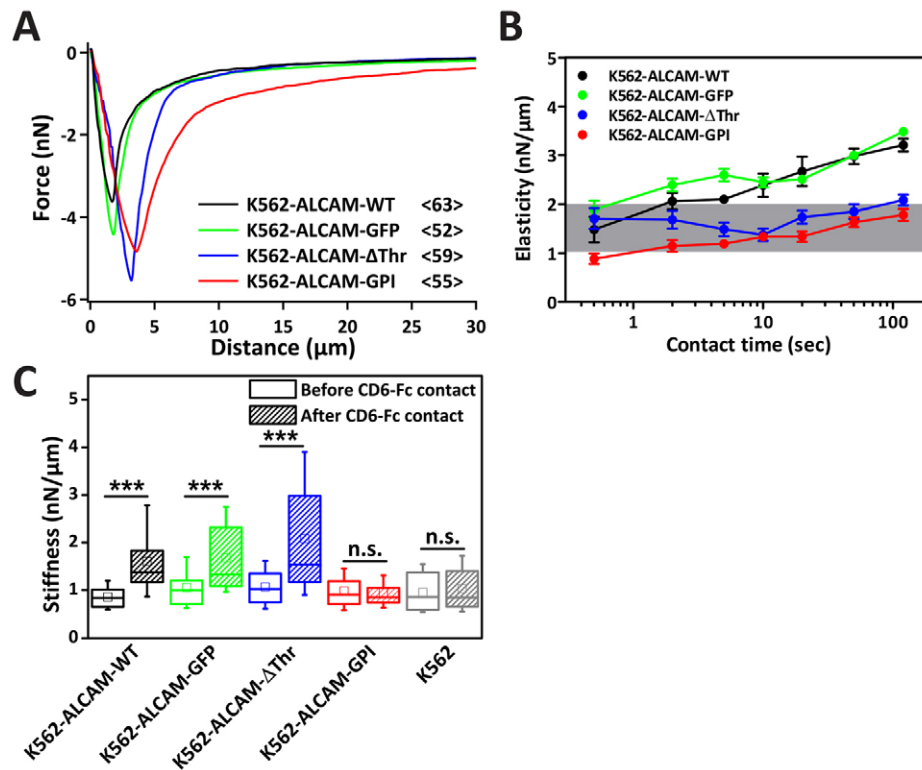 A
Force (nN)
0
-2
-4
-6
K562-ALCAM-WT <63>
K562-ALCAM-GFP <52>
K562-ALCAM-ΔThr <59>
K562-ALCAM-GPI <55>
0 5 10 15 20 25 30
Distance (μm)
B
Elasticity (nN/μm)
5
4
3
2
1
0
K562-ALCAM-WT
K562-ALCAM-GFP
K562-ALCAM-ΔThr
K562-ALCAM-GPI
1 10 100
Contact time (sec)
C
Stiffness (nN/μm)
5
4
3
2
1
0
Before CD6-Fc contact
After CD6-Fc contact
***
***
***
n.s.
n.s.
K562-ALCAM-WT
K562-ALCAM-GFP
K562-ALCAM-ΔThr
K562-ALCAM-GPI
K562